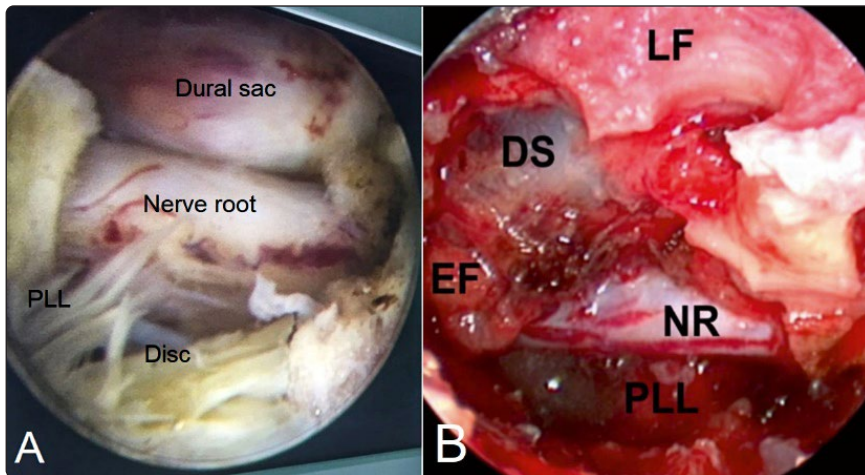 Dural sac
Nerve root
PLL
Disc
A
LF
DS
EF
NR
PLL
B